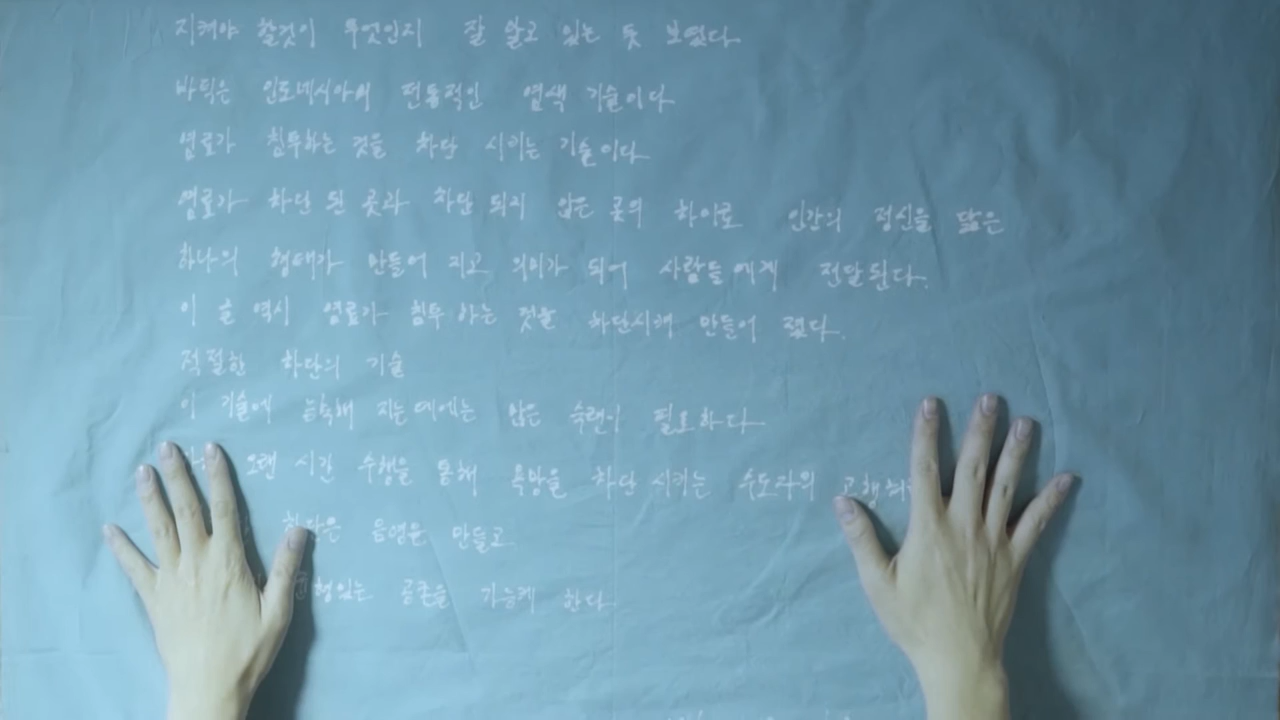 지켜야 할것이 무엇인지 잘 알고 있는 듯 보였다.
바틱은 인도네시아의 전통적인 염색 기술이다
염료가 침투하는 것을 차단 시키는 기술이다
염료가 차단 된 곳과 차단 되지 않은 곳의 차이로 인간의 정신을 닮은
하나의 형태가 만들어 지고 의미가 되어 사람들에게 전달된다.
이 글 역시 염료가 침투 하는 것을 차단시켜 만들어 졌다.
적절한 차단의 기술
이 기술에 능숙해 지는데에는 많은 숙련이 필요하다
오랜 시간 수행을 통해 욕망을 차단 시키는 수도자의
차단은 음영을 만들고
공존을 가능케 한다